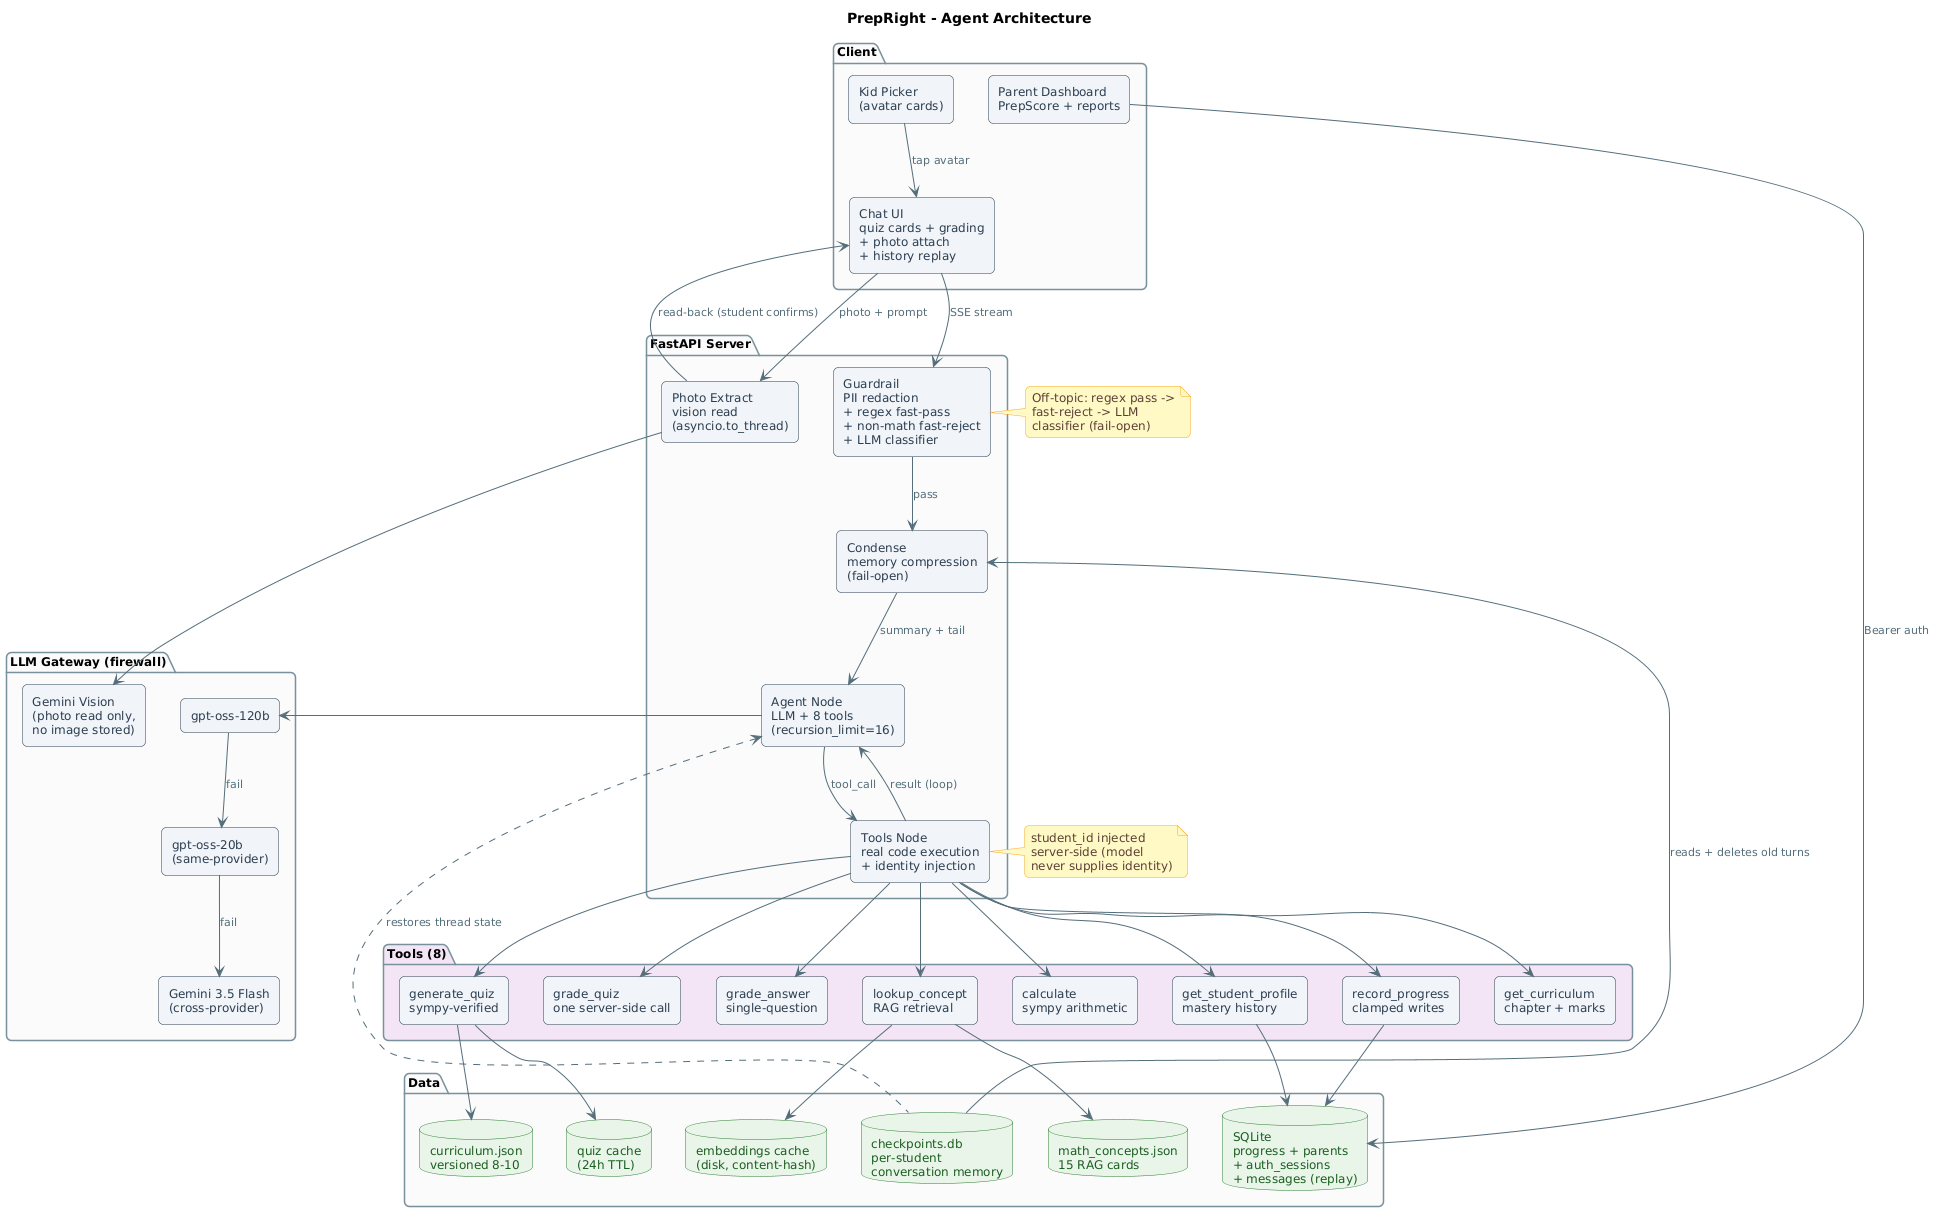 PrepRight - Agent Architecture
Client
Kid Picker
(avatar cards)
Parent Dashboard
PrepScore + reports
tap avatar
Chat UI
quiz cards + grading
+ photo attach
+ history replay
read-back (student confirms)
photo + prompt
SSE stream
FastAPI Server
Photo Extract
vision read
(asyncio.to_thread)
Guardrail
PII redaction
+ regex fast-pass
+ non-math fast-reject
+ LLM classifier
Off-topic: regex pass ->
fast-reject -> LLM
classifier (fail-open)
pass
Condense
memory compression
(fail-open)
summary + tail
Bearer auth
LLM Gateway (firewall)
Gemini Vision
(photo read only,
no image stored)
gpt-oss-120b
Agent Node
LLM + 8 tools
(recursion_limit=16)
fail
tool_call
result (loop)
gpt-oss-20b
(same-provider)
Tools Node
real code execution
+ identity injection
student_id injected
server-side (model
never supplies identity)
reads + deletes old turns
fail
restores thread state
Gemini 3.5 Flash
(cross-provider)
Tools (8)
generate_quiz
sympy-verified
grade_quiz
one server-side call
grade_answer
single-question
lookup_concept
RAG retrieval
calculate
sympy arithmetic
get_student_profile
mastery history
record_progress
clamped writes
get_curriculum
chapter + marks
Data
curriculum.json
versioned 8-10
quiz cache
(24h TTL)
embeddings cache
(disk, content-hash)
checkpoints.db
per-student
conversation memory
math_concepts.json
15 RAG cards
SQLite
progress + parents
+ auth_sessions
+ messages (replay)